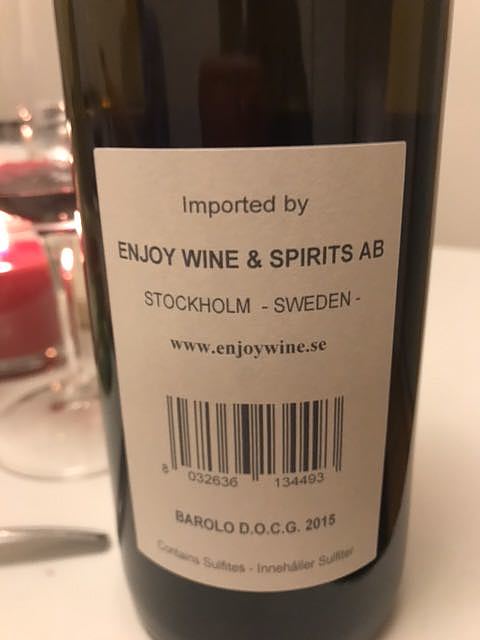 Imported by
ENJOY WINE & SPIRITS AB
STOCKHOLM - SWEDEN -
www.enjoywine.se
8 032636 134493
BAROLO D.O.C.G. 2015
Contains Sulfites - Innehåller Sulfiter